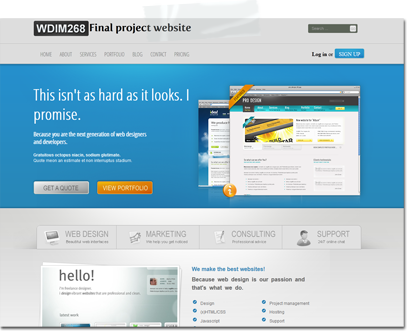 WDIM268 Final project website
Search
HOME ABOUT SERVICES PORTFOLIO BLOG CONTACT PRICING
Log in or SIGN UP
This isn't as hard as it looks. I
promise.
Because you are the next generation of web designers
and developers.
Gratuitous octopus niacin, sodium glutimate.
Quote meon an estimate et non interruptus stadium.
GET A QUOTE VIEW PORTFOLIO
PRO DESIGN
WEB DESIGN
Beautiful web interfaces
MARKETING
We help you get noticed
CONSULTING
Professional service
SUPPORT
24/7 online chat
hello!
I'm freelance designer
We make the best websites!
Because web design is our passion and
that's what we do.
Design
(x)HTML/CSS
Javascript
Project management
Hosting
Support